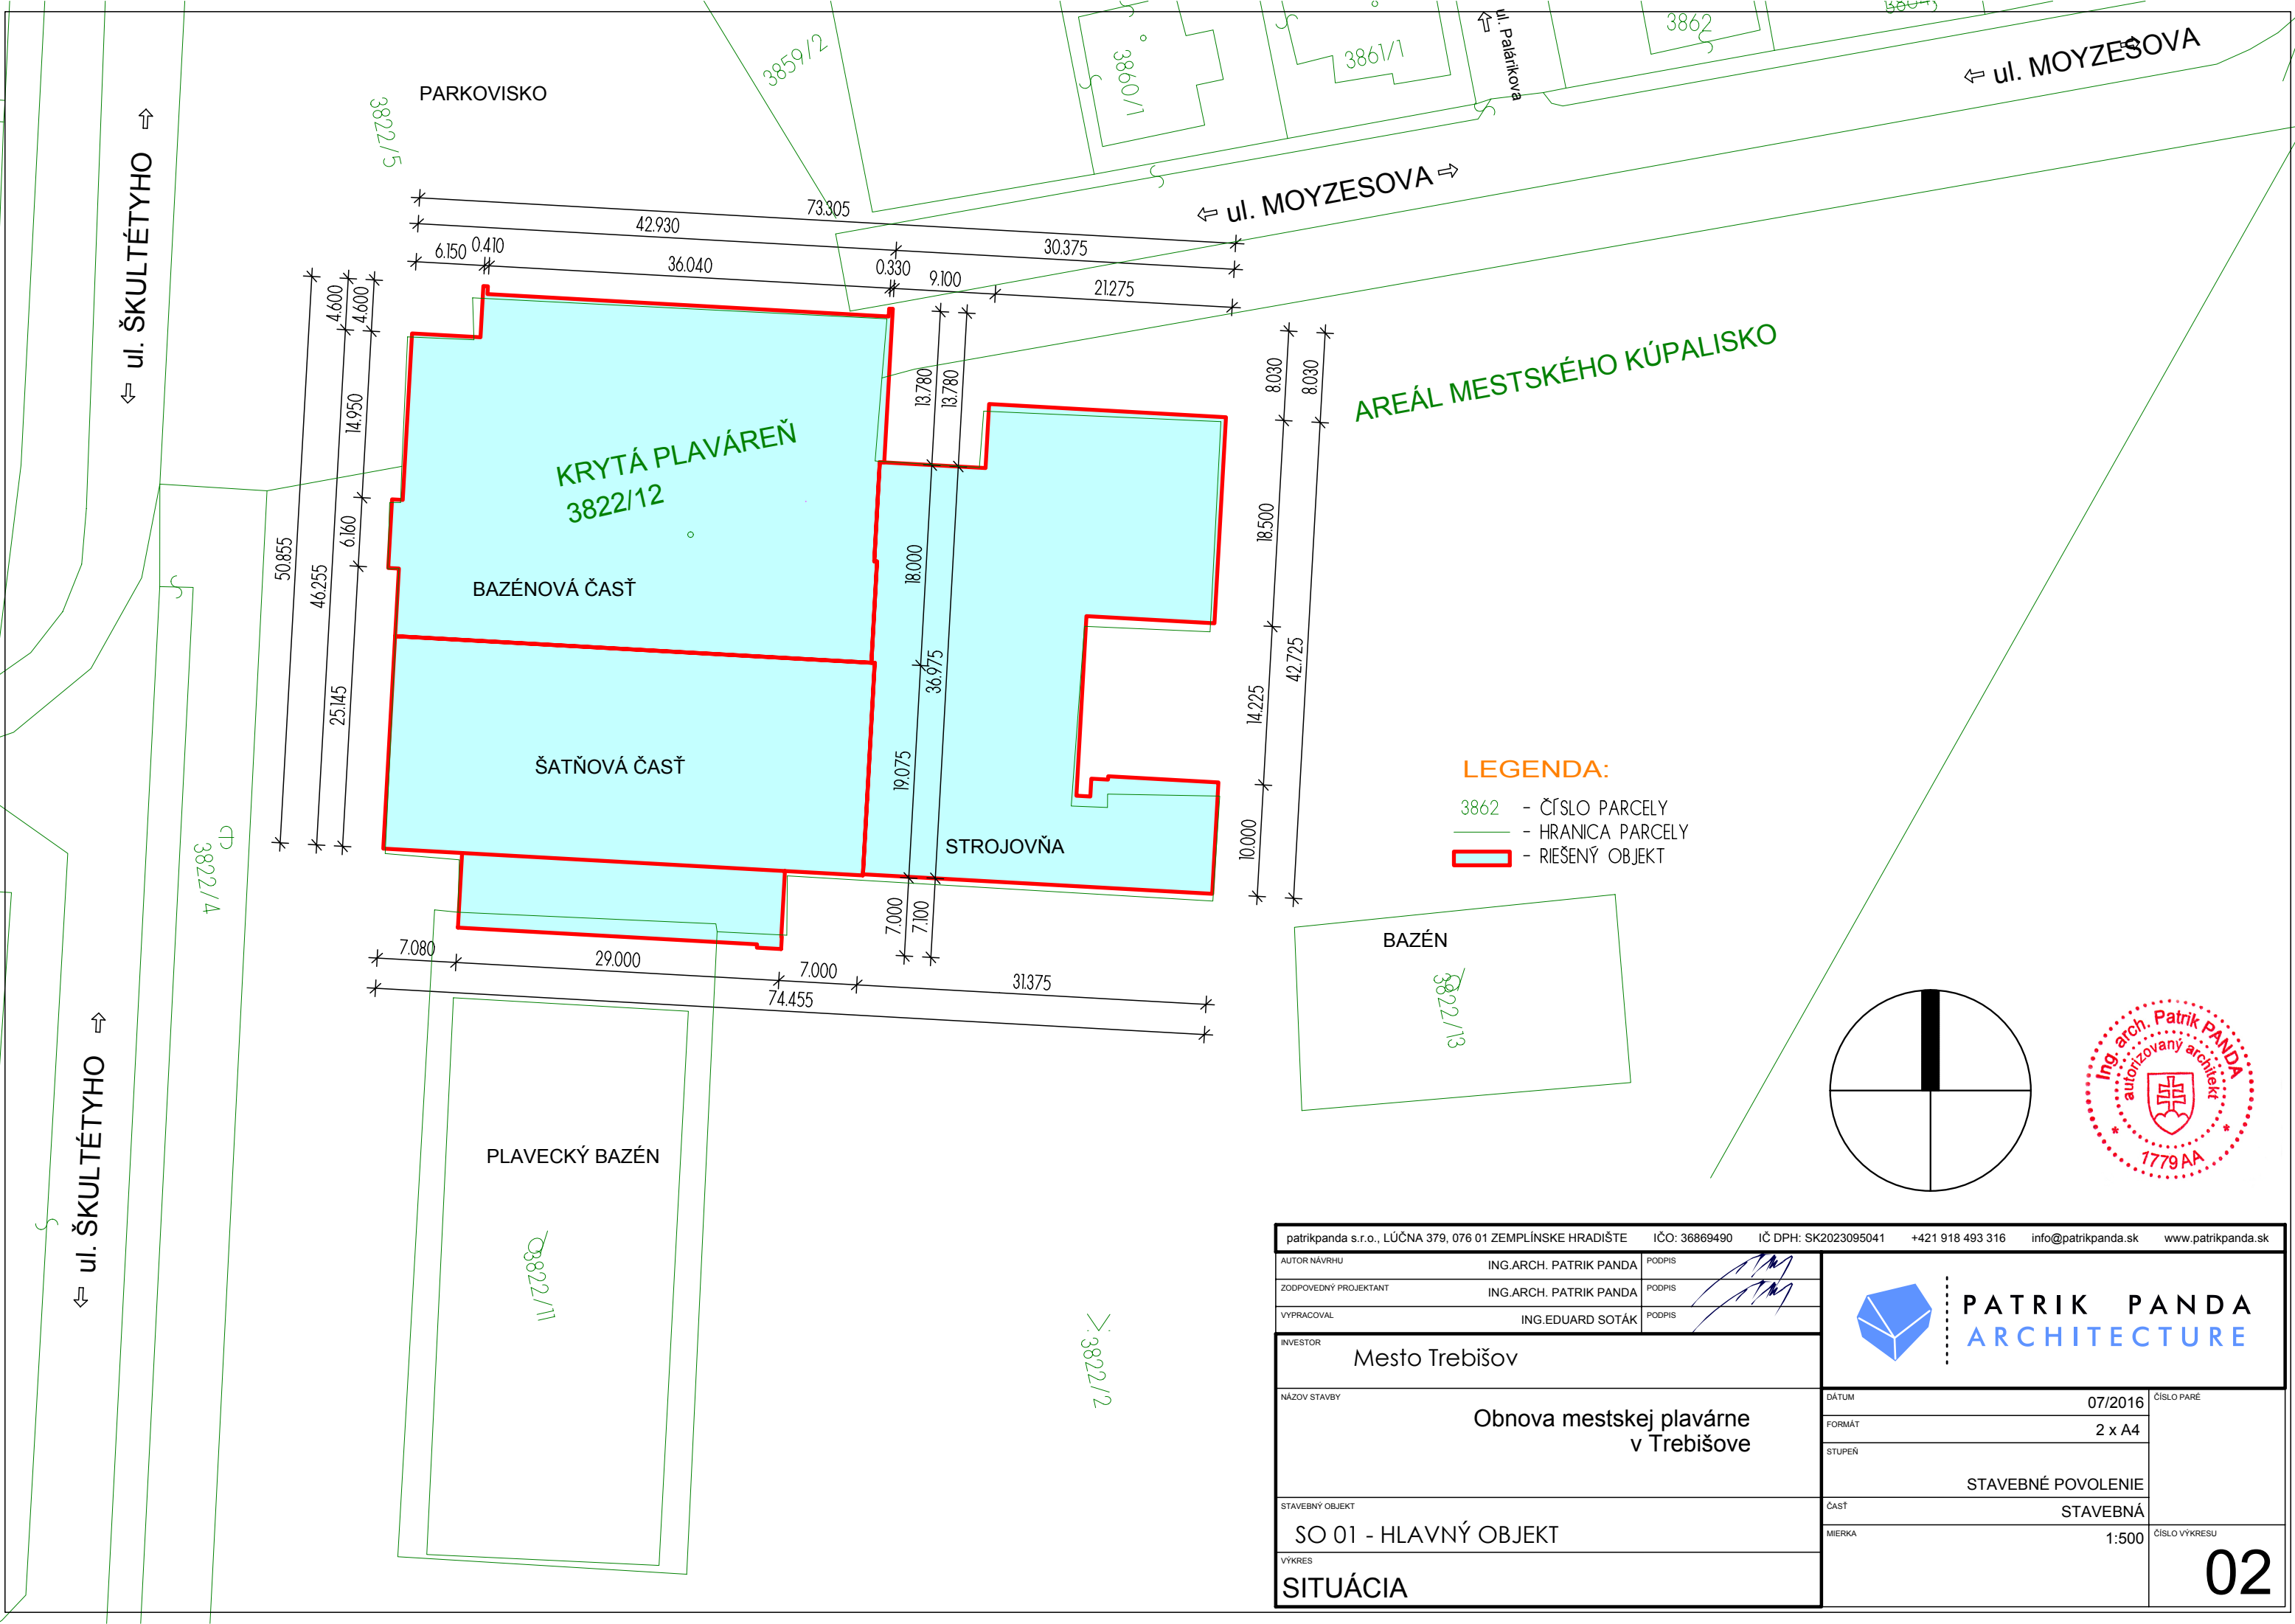 3859/2
3860/1
3861/1
ul. Palárikova
3862
ul. MOYZESOVA
PARKOVISKO
3822/5
ul. ŠKULTÉTYHO
ul. MOYZESOVA
73.305
42.930
30.375
6.150
0.410
36.040
0.330
9.100
21.275
4.600
4.600
14.950
6.160
50.855
46.255
25.145
13.780
13.780
18.000
36.975
19.075
7.000
7.100
8.030
8.030
18.500
14.225
42.725
10.000
AREÁL MESTSKÉHO KÚPALISKO
KRYTÁ PLAVÁREŇ
3822/12
BAZÉNOVÁ ČASŤ
ŠATŇOVÁ ČASŤ
STROJOVŇA
LEGENDA:
3862 - ČÍSLO PARCELY
- HRANICA PARCELY
- RIEŠENÝ OBJEKT
3822/4
7.080
29.000
7.000
31.375
74.455
BAZÉN
3822/13
ul. ŠKULTÉTYHO
PLAVECKÝ BAZÉN
3822/11
3822/2
Ing. arch. Patrik PANDA
autorizovaný architekt
* 1779 AA *
patrikpanda s.r.o., LÚČNA 379, 076 01 ZEMPLÍNSKE HRADIŠTE IČO: 36869490 IČ DPH: SK2023095041 +421 918 493 316 info@patrikpanda.sk www.patrikpanda.sk
AUTOR NÁVRHU ING.ARCH. PATRIK PANDA PODPIS
ZODPOVEDNÝ PROJEKTANT ING.ARCH. PATRIK PANDA PODPIS
VYPRACOVAL ING.EDUARD SOTÁK PODPIS
PATRIK PANDA
ARCHITECTURE
INVESTOR
Mesto Trebišov
NÁZOV STAVBY
Obnova mestskej plavárne
v Trebišove
DÁTUM 07/2016
ČÍSLO PARÉ
FORMÁT 2 x A4
STUPEŇ
STAVEBNÉ POVOLENIE
ČASŤ STAVEBNÁ
MIERKA 1:500
ČÍSLO VÝKRESU
02
STAVEBNÝ OBJEKT
SO 01 - HLAVNÝ OBJEKT
VÝKRES
SITUÁCIA